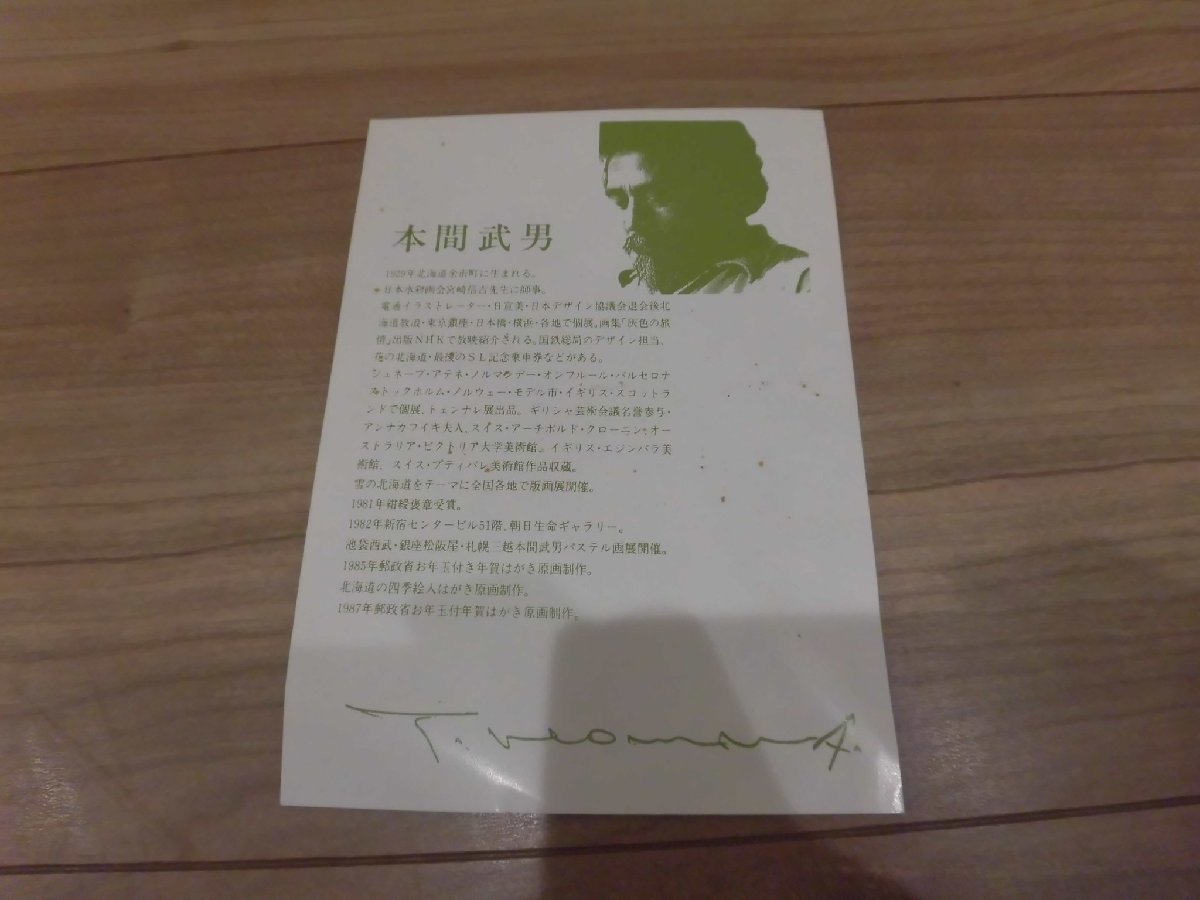 本間武男
1929年北海道余市町に生まれる。
日本水彩画会宮崎信吉先生に師事。
電通イラストレーター・日宣美・日本デザイン協議会退会後北
海道放浪・東京銀座・日本橋・横浜・各地で個展。画集「灰色の旅
情」出版NHKで放映紹介される。国鉄総局のデザイン担当、
花の北海道・最後のSL記念乗車券などがある。
ジュネーブ・アテネ・ノルマンデー・オンフルール・バルセロナ
ストックホルム・ノルウェー・モデル市・イギリス・スコットラ
ンドで個展、トェンナレ展出品。ギリシャ芸術会議名誉参与・
アンナカフイキ夫人、スイス・アーチボルド・クローニン、オー
ストラリア・ビクトリア大学美術館。イギリス・エジンバラ美
術館、スイス・プティパレ美術館作品収蔵。
雪の北海道をテーマに全国各地で版画展開催。
1981年紺綬褒章受賞。
1982年新宿センタービル51階、朝日生命ギャラリー。
池袋西武・銀座松阪屋・札幌三越本間武男パステル画展開催。
1985年郵政省お年玉付き年賀はがき原画制作。
北海道の四季絵入はがき原画制作。
1987年郵政省お年玉付年賀はがき原画制作。